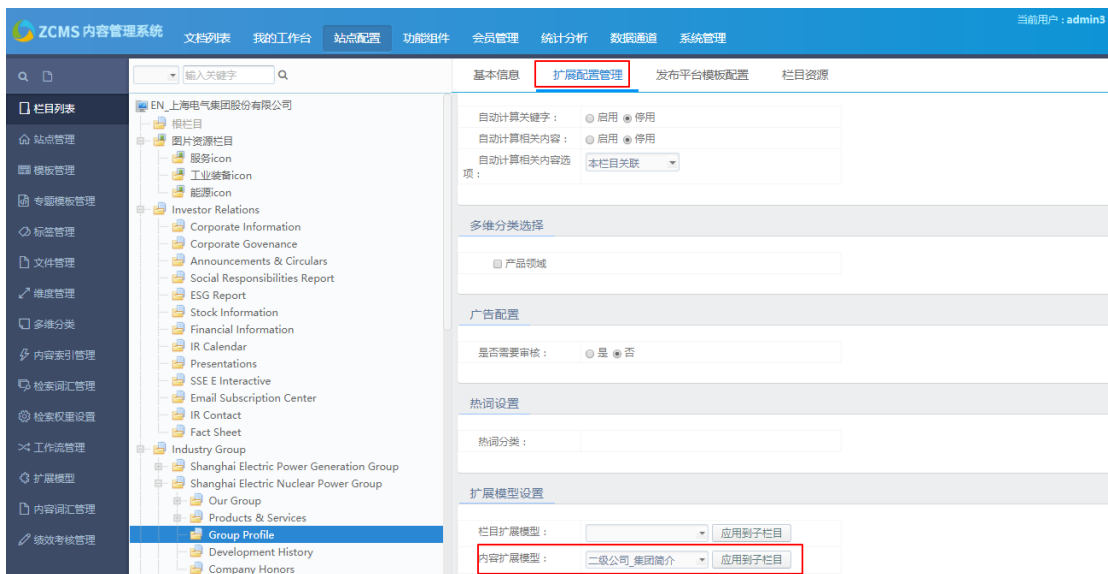 当前用户：admin3
ZCMS 内容管理系统
文档列表 我的工作台 站点配置 功能组件 会员管理 统计分析 数据通道 系统管理
输入关键字
基本信息 扩展配置管理 发布平台模板配置 栏目资源
栏目列表
站点管理
模板管理
专题模板管理
标签管理
文件管理
维度管理
多维分类
内容索引管理
检索词汇管理
检索权重设置
工作流管理
扩展模型
内容词汇管理
绩效考核管理
EN_上海电气集团股份有限公司
根栏目
图片资源栏目
服务icon
工业装备icon
能源icon
Investor Relations
Corporate Information
Corporate Govenance
Announcements & Circulars
Social Responsibilities Report
ESG Report
Stock Information
Financial Information
IR Calendar
Presentations
SSE E Interactive
Email Subscription Center
IR Contact
Fact Sheet
Industry Group
Shanghai Electric Power Generation Group
Shanghai Electric Nuclear Power Group
Our Group
Products & Services
Group Profile
Development History
Company Honors
自动计算关键字： 启用 停用
自动计算相关内容： 启用 停用
自动计算相关内容选
项： 本栏目关联
多维分类选择
产品领域
广告配置
是否需要审核： 是 否
热词设置
热词分类：
扩展模型设置
栏目扩展模型： 应用到子栏目
内容扩展模型： 二级公司_集团简介 应用到子栏目